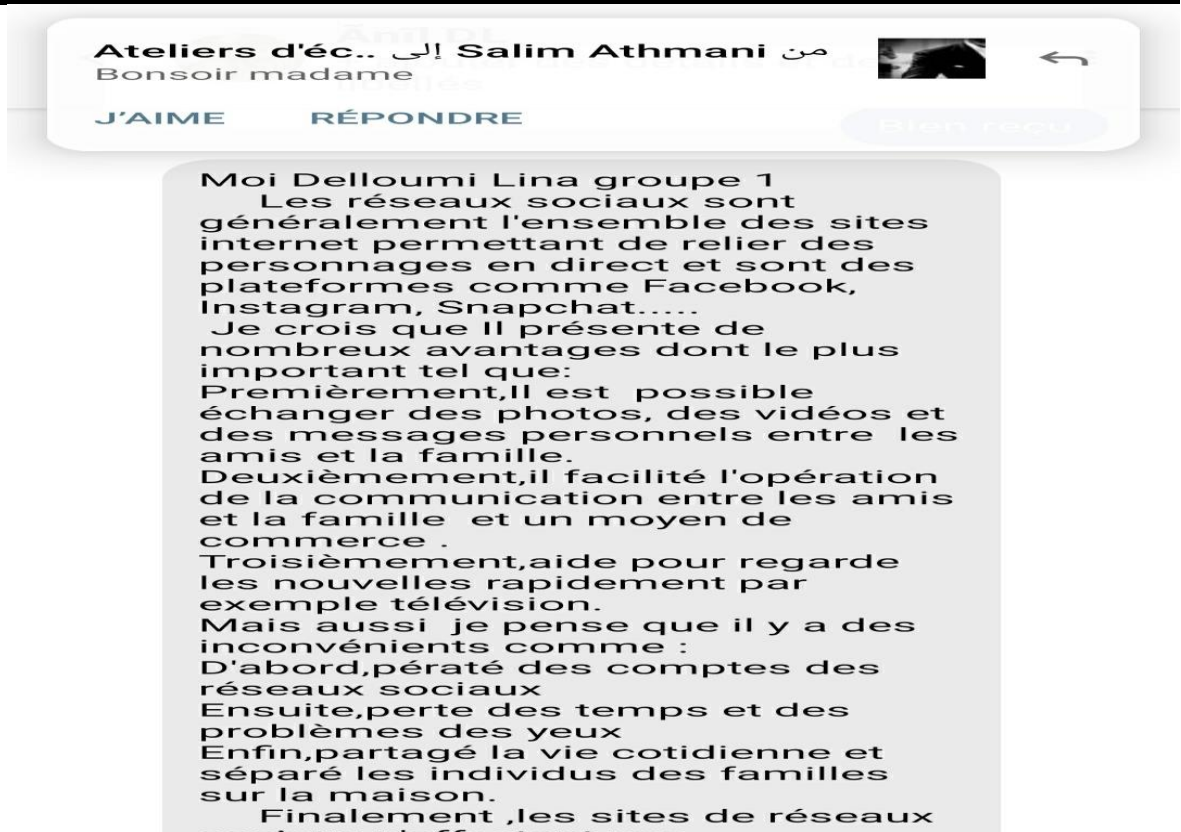 من Salim Athmani إلى Ateliers d'éc..
Bonsoir madame
J'AIME RÉPONDRE
Bien reçu
Moi Delloumi Lina groupe 1
Les réseaux sociaux sont
généralement l'ensemble des sites
internet permettant de relier des
personnages en direct et sont des
plateformes comme Facebook,
Instagram, Snapchat.....
Je crois que Il présente de
nombreux avantages dont le plus
important tel que:
Premièrement,Il est possible
échanger des photos, des vidéos et
des messages personnels entre les
amis et la famille.
Deuxièmement,il facilité l'opération
de la communication entre les amis
et la famille et un moyen de
commerce .
Troisièmement,aide pour regarde
les nouvelles rapidement par
exemple télévision.
Mais aussi je pense que il y a des
inconvénients comme :
D'abord,pératé des comptes des
réseaux sociaux
Ensuite,perte des temps et des
problèmes des yeux
Enfin,partagé la vie cotidienne et
séparé les individus des familles
sur la maison.
Finalement ,les sites de réseaux